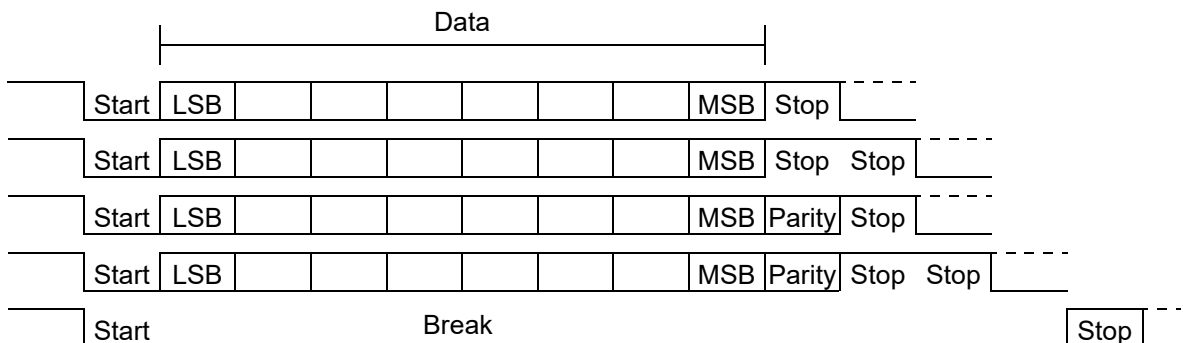 Data
Start LSB MSB Stop
Start LSB MSB Stop Stop
Start LSB MSB Parity Stop
Start LSB MSB Parity Stop Stop
Start Break Stop